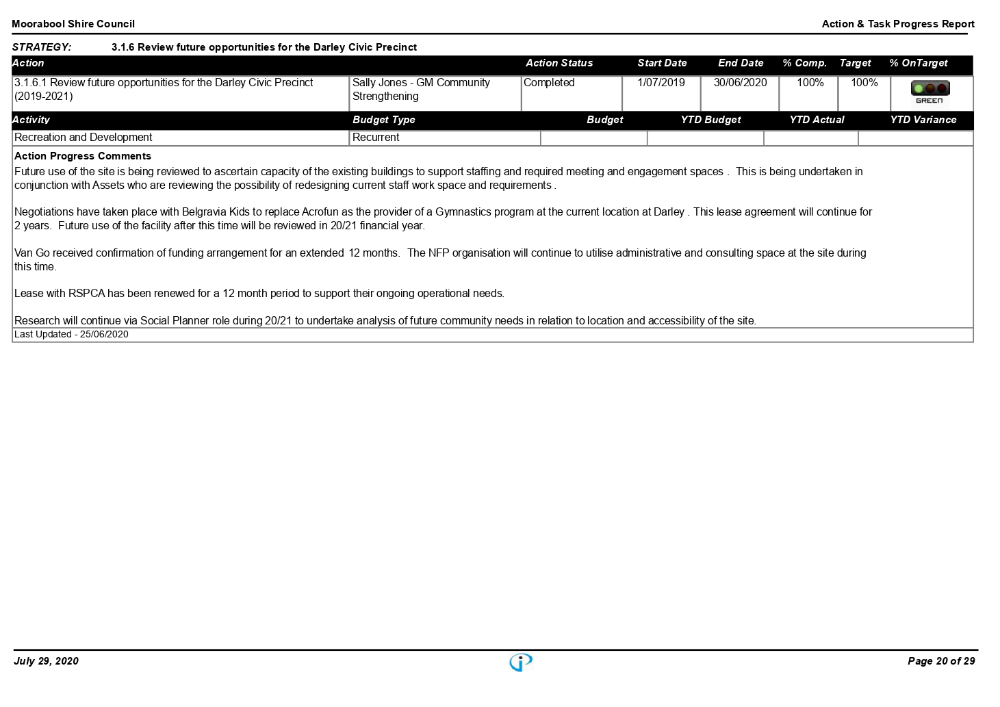 Moorabool Shire Council Action & Task Progress Report
STRATEGY: 3.1.6 Review future opportunities for the Darley Civic Precinct
Action Action Status Start Date End Date % Comp. Target % OnTarget
3.1.6.1 Review future opportunities for the Darley Civic Precinct Sally Jones - GM Community Completed 1/07/2019 30/06/2020 100% 100%
(2019-2021) Strengthening
GREEN
Activity Budget Type Budget YTD Budget YTD Actual YTD Variance
Recreation and Development Recurrent
Action Progress Comments
Future use of the site is being reviewed to ascertain capacity of the existing buildings to support staffing and required meeting and engagement spaces . This is being undertaken in
conjunction with Assets who are reviewing the possibility of redesigning current staff work space and requirements .
Negotiations have taken place with Belgravia Kids to replace Acrofun as the provider of a Gymnastics program at the current location at Darley . This lease agreement will continue for
2 years. Future use of the facility after this time will be reviewed in 20/21 financial year.
Van Go received confirmation of funding arrangement for an extended 12 months. The NFP organisation will continue to utilise administrative and consulting space at the site during
this time.
Lease with RSPCA has been renewed for a 12 month period to support their ongoing operational needs.
Research will continue via Social Planner role during 20/21 to undertake analysis of future community needs in relation to location and accessibility of the site.
Last Updated - 25/06/2020
July 29, 2020 Page 20 of 29